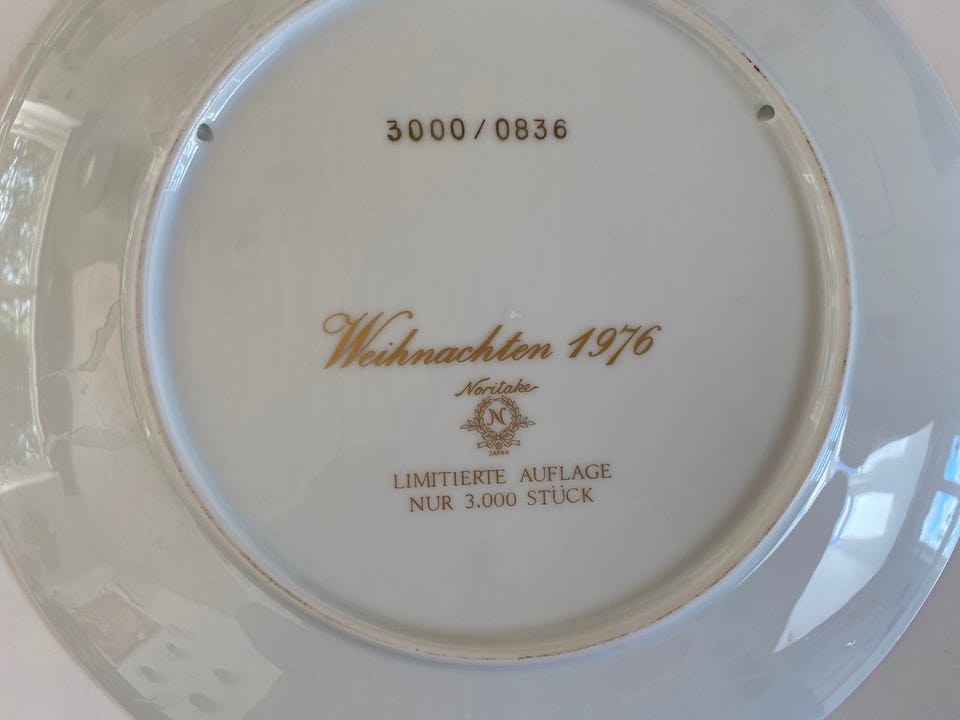 3000/0836
Weihnachten 1976
Noritake
N
JAPAN
LIMITIERTE AUFLAGE
NUR 3.000 STÜCK